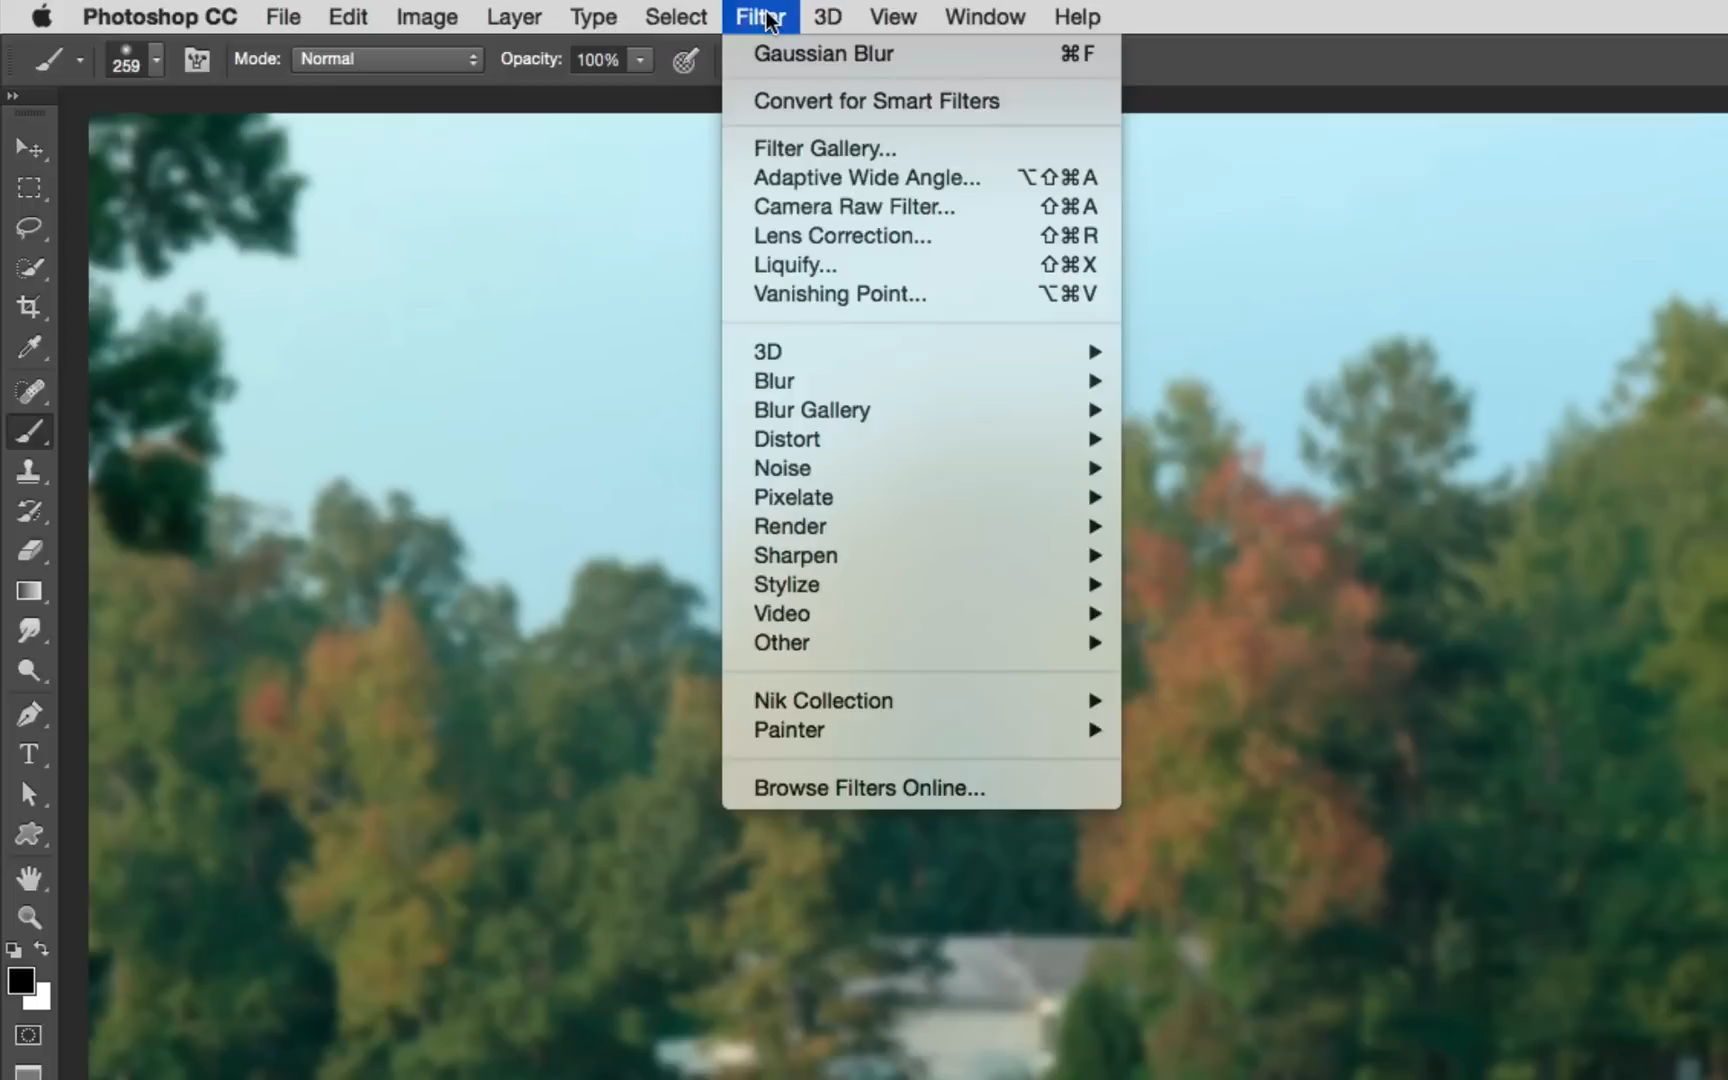 Photoshop CC File Edit Image Layer Type Select Filter 3D View Window Help
259 Mode: Normal Opacity: 100%
Gaussian Blur ⌘F
Convert for Smart Filters
Filter Gallery...
Adaptive Wide Angle... ⌥⇧⌘A
Camera Raw Filter... ⇧⌘A
Lens Correction... ⇧⌘R
Liquify... ⇧⌘X
Vanishing Point... ⌥⌘V
3D
Blur
Blur Gallery
Distort
Noise
Pixelate
Render
Sharpen
Stylize
Video
Other
Nik Collection
Painter
Browse Filters Online...
T